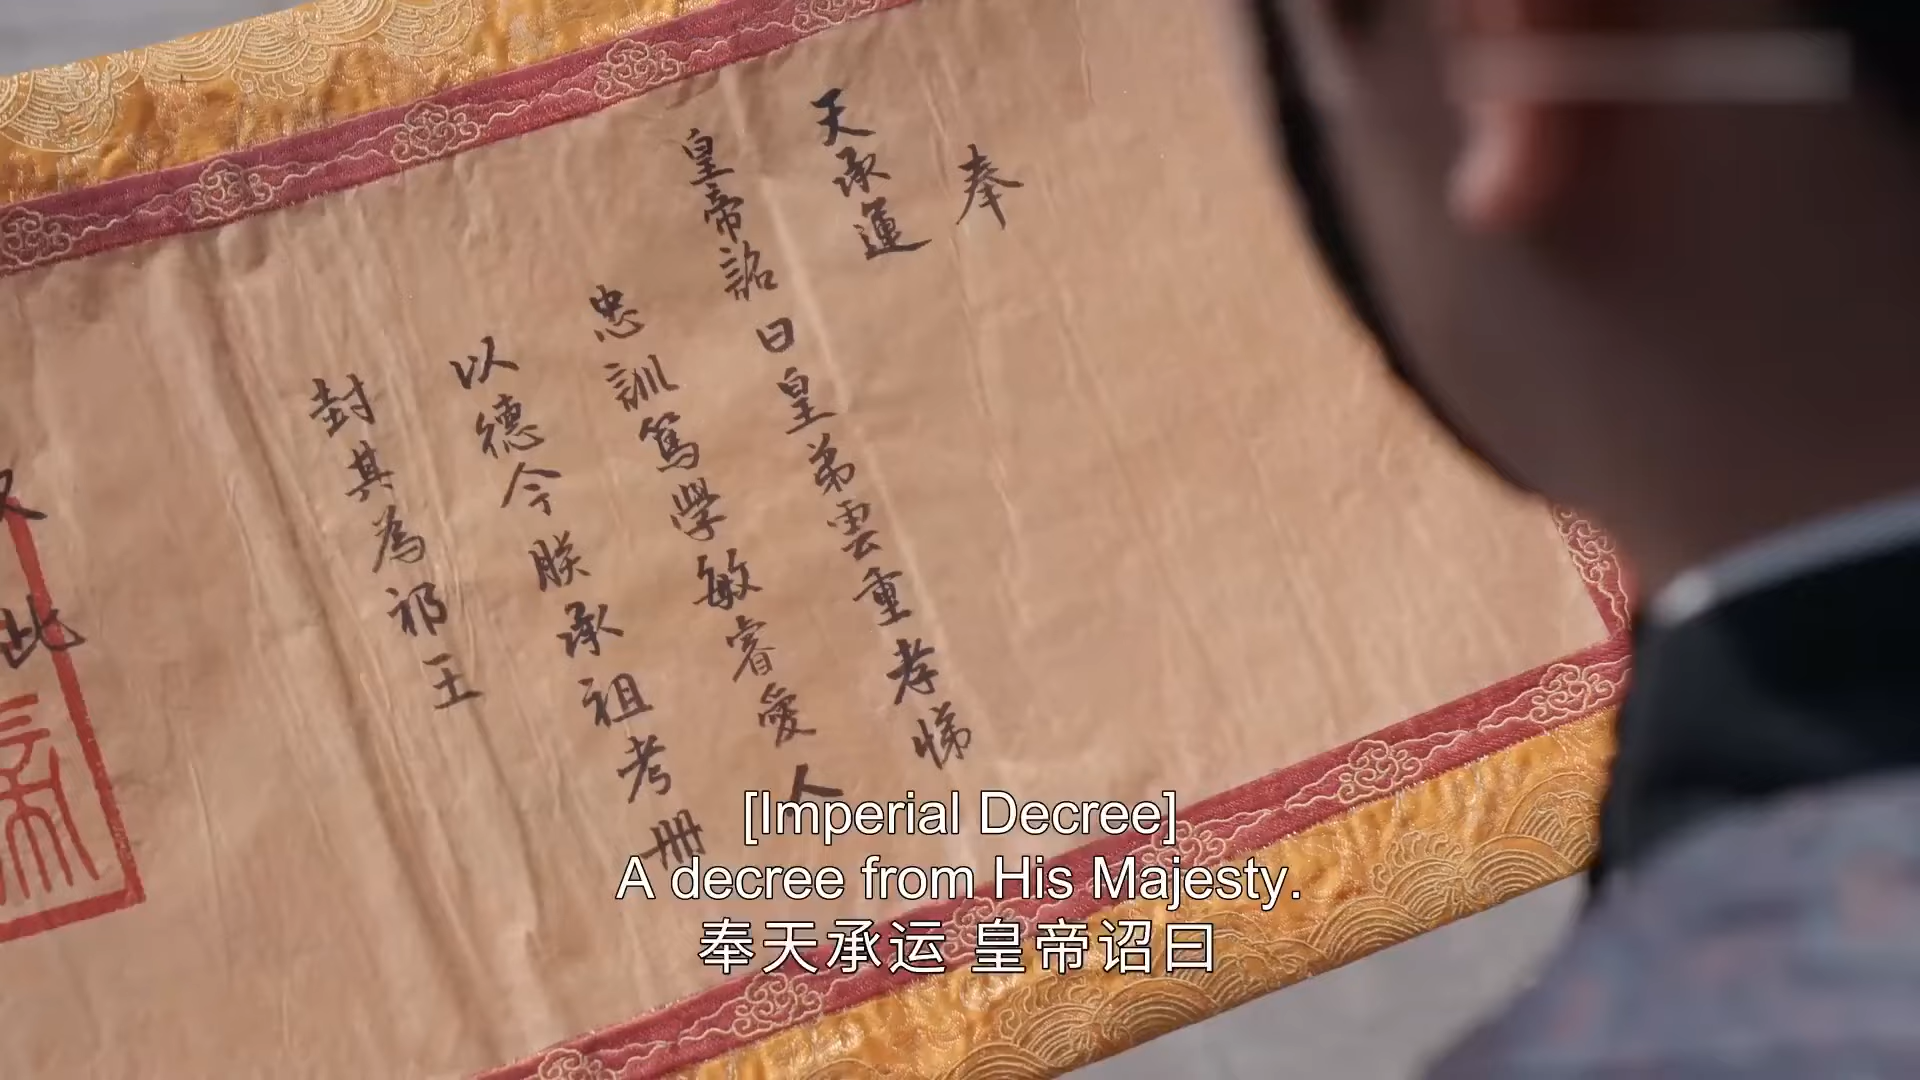 奉
天承運
皇帝詔曰皇弟雲重孝悌
忠訓篤學敏睿愛人
以德今朕承祖考冊
封其為祁王
此
[Imperial Decree]
A decree from His Majesty.
奉天承运 皇帝诏曰